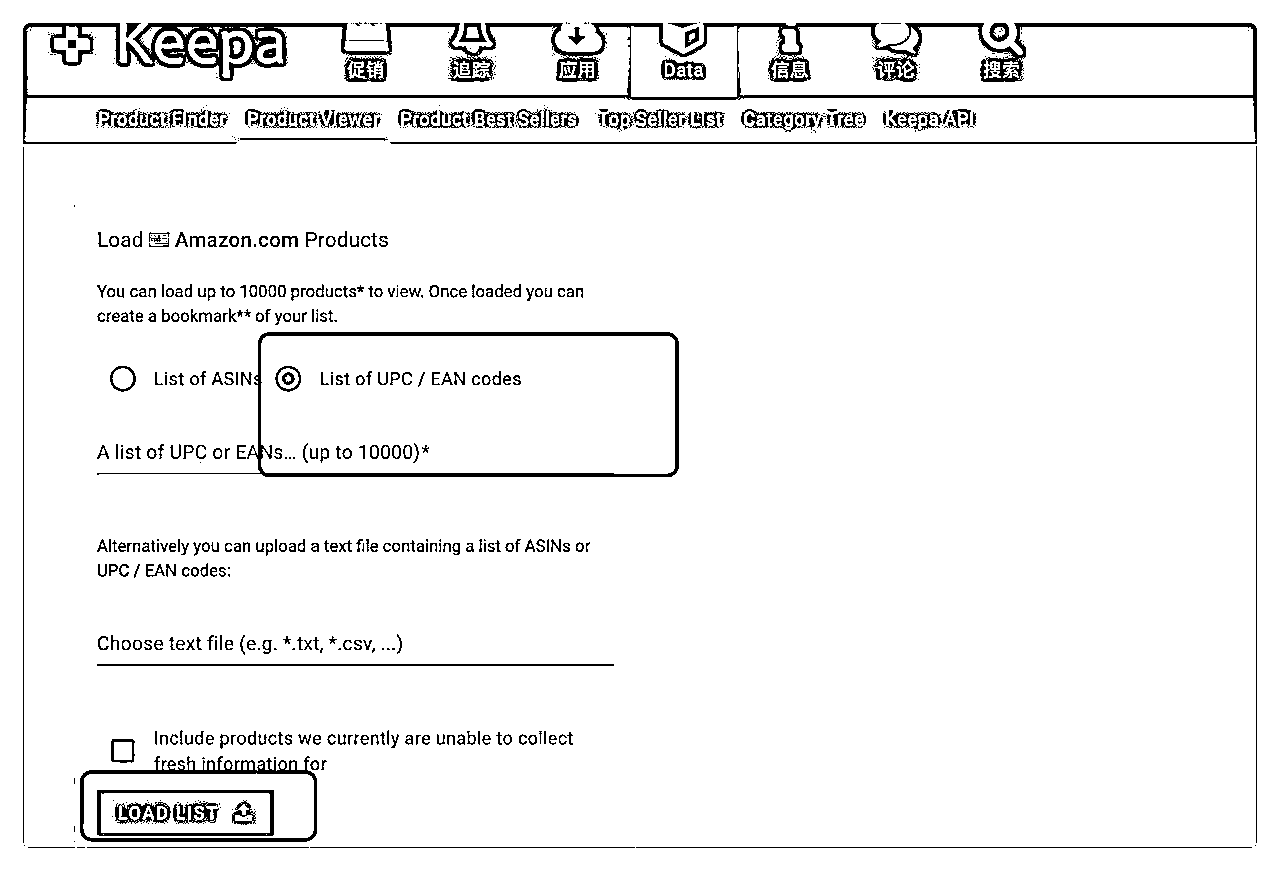 Keepa
促销 追踪 应用 Data 信息 评论 搜索
Product Finder Product Viewer Product Best Sellers Top Seller List Category Tree Keepa API
Load Amazon.com Products
You can load up to 10000 products* to view. Once loaded you can
create a bookmark** of your list.
List of ASINs List of UPC / EAN codes
A list of UPC or EANs... (up to 10000)*
Alternatively you can upload a text file containing a list of ASINs or
UPC / EAN codes:
Choose text file (e.g. *.txt, *.csv, ...)
Include products we currently are unable to collect
fresh information for
LOAD LIST